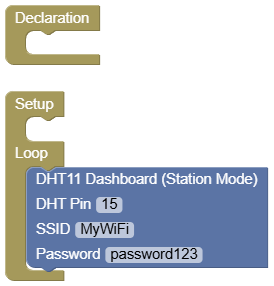 Declaration
Setup
Loop
DHT11 Dashboard (Station Mode)
DHT Pin 15
SSID MyWiFi
Password password123